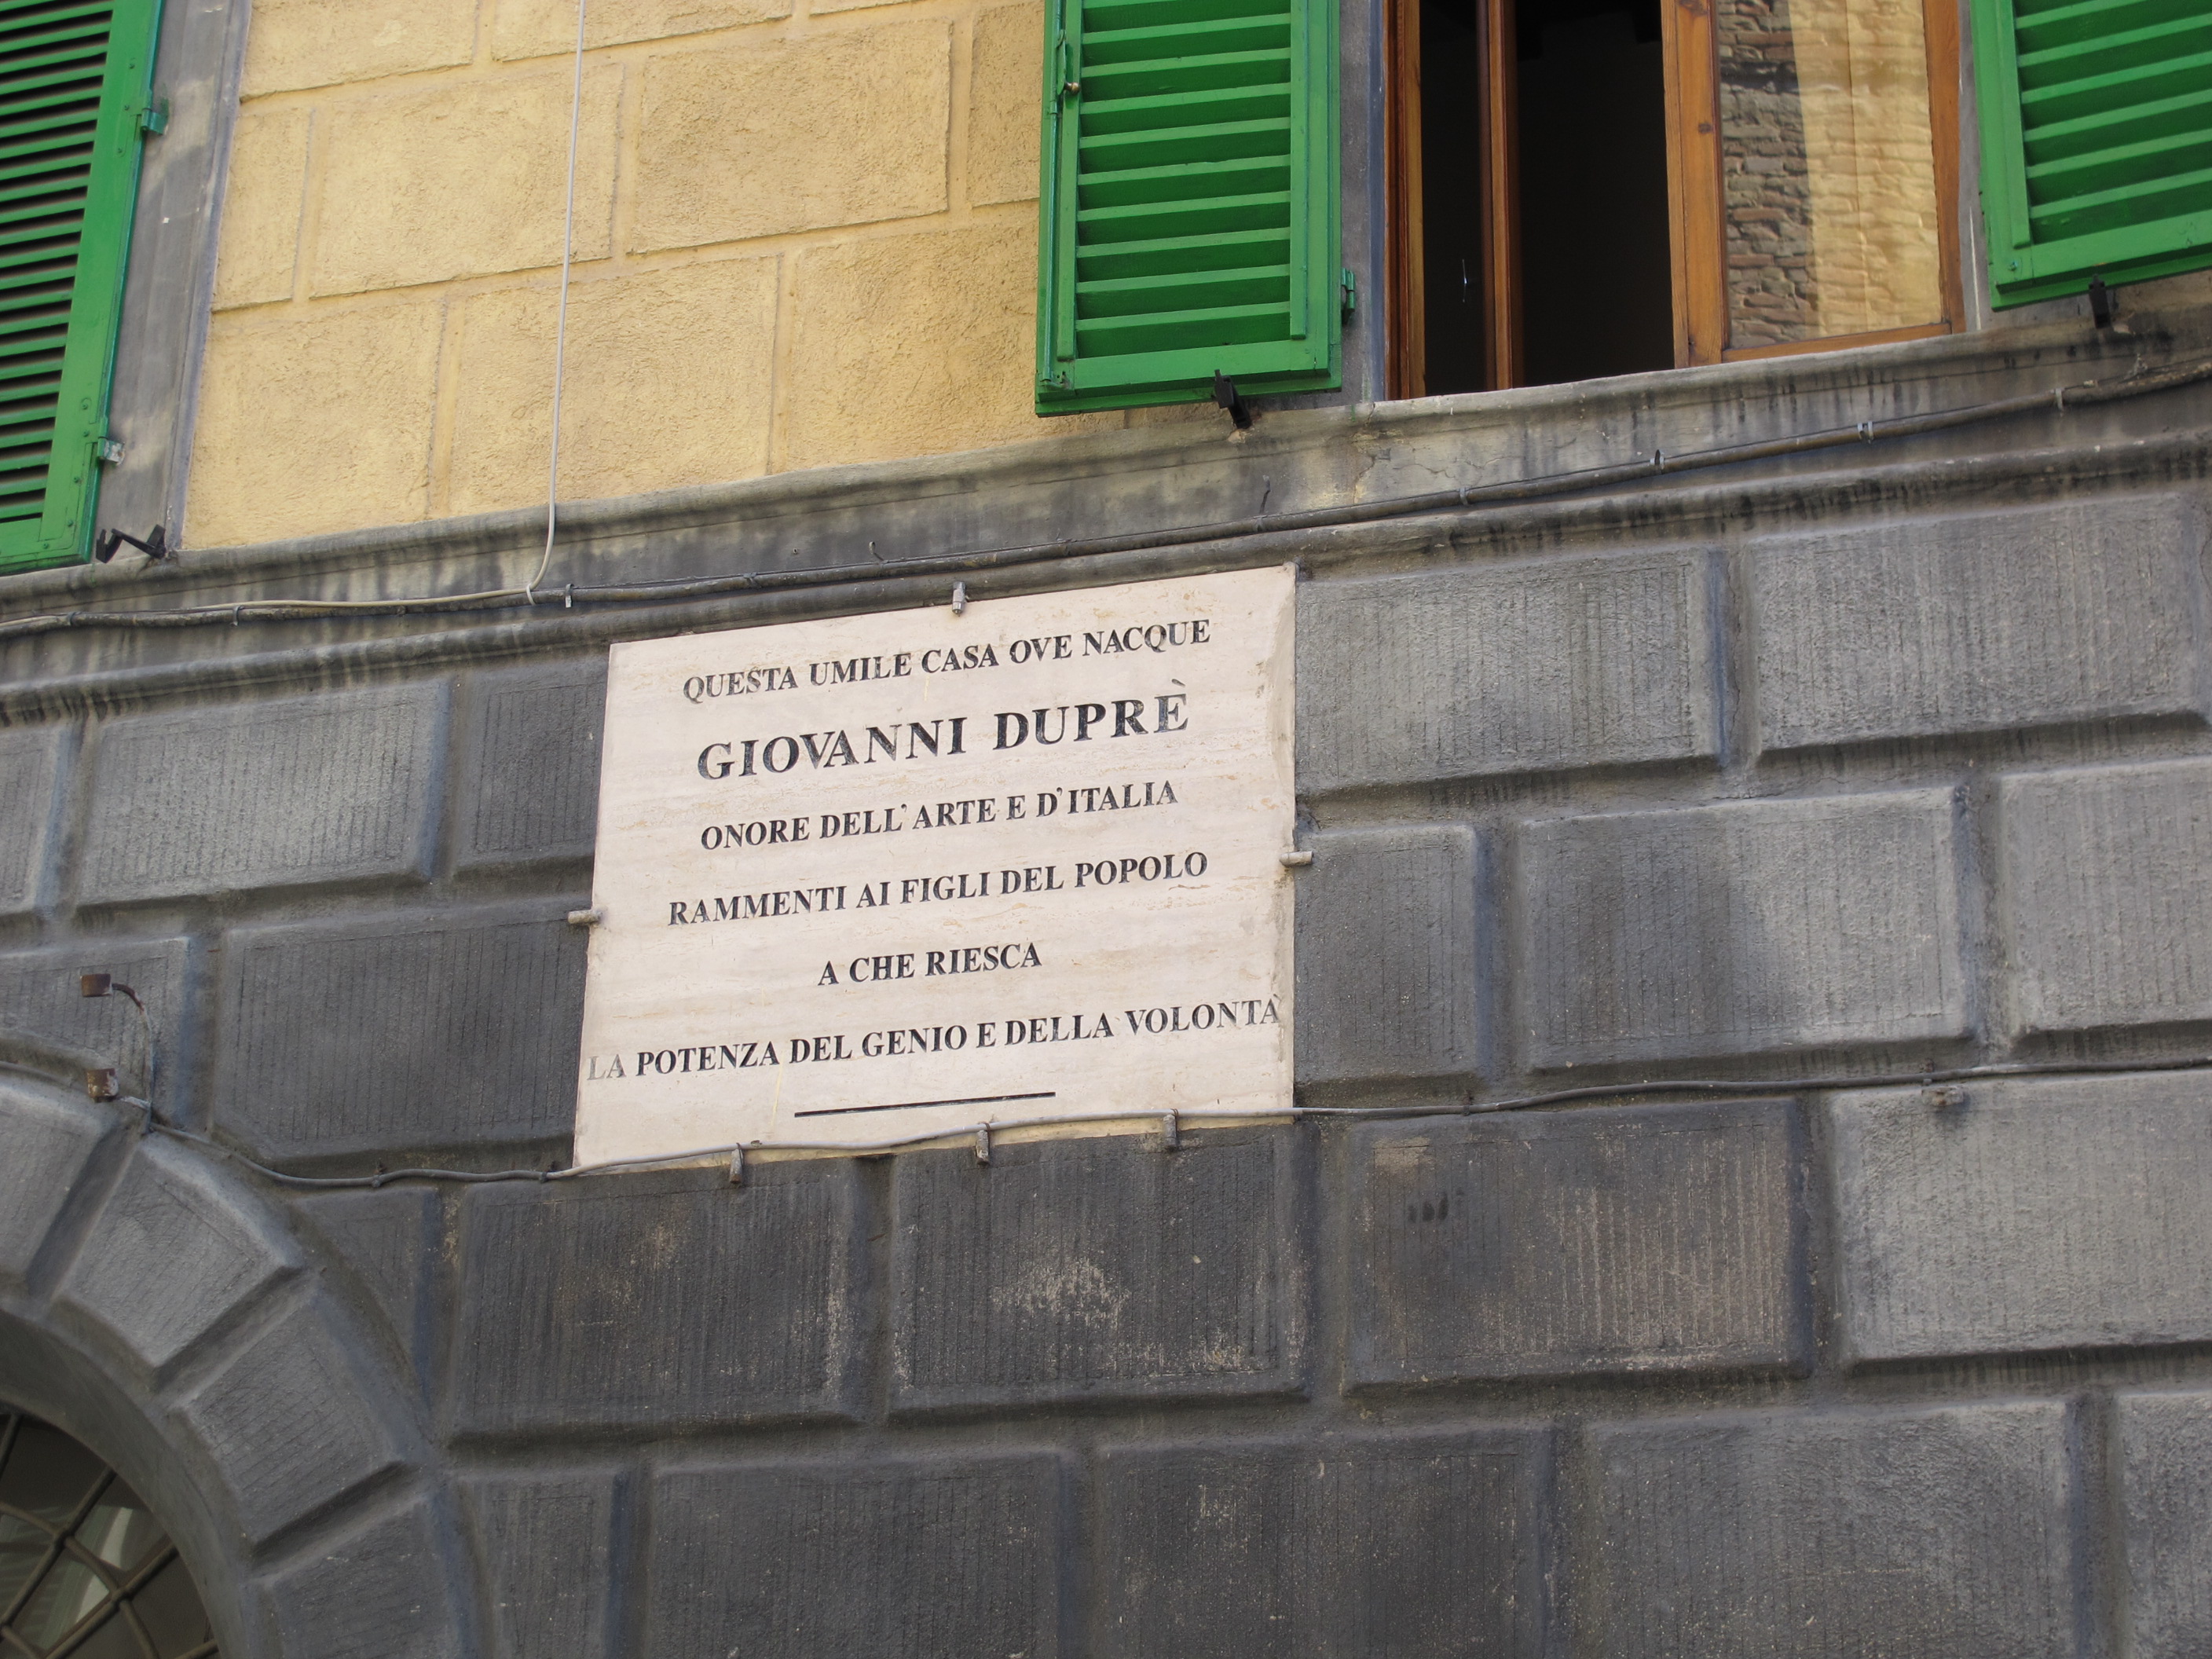 QUESTA UMILE CASA OVE NACQUE
GIOVANNI DUPRÈ
ONORE DELL'ARTE E D'ITALIA
RAMMENTI AI FIGLI DEL POPOLO
A CHE RIESCA
LA POTENZA DEL GENIO E DELLA VOLONTÀ